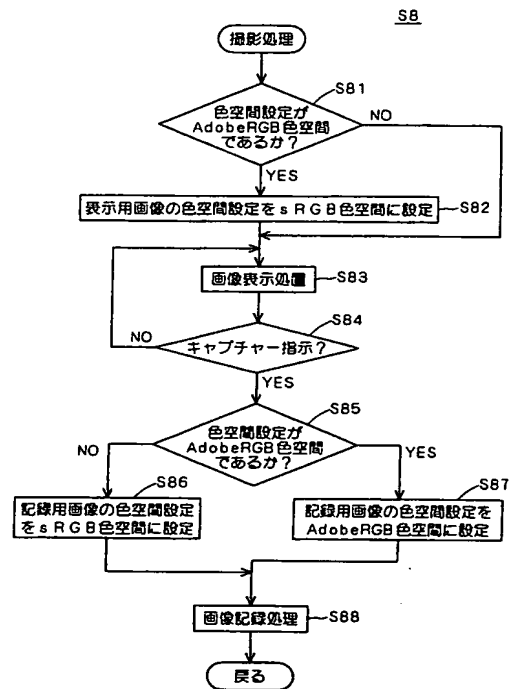 S8
撮影処理
S81
色空間設定が
AdobeRGB色空間
であるか？
NO
YES
表示用画像の色空間設定をsRGB色空間に設定
S82
画像表示処置
S83
S84
NO
キャプチャー指示？
YES
S85
色空間設定が
AdobeRGB色空間
であるか？
NO
YES
S86
記録用画像の色空間設定
をsRGB色空間に設定
S87
記録用画像の色空間設定を
AdobeRGB色空間に設定
画像記録処理
S88
戻る